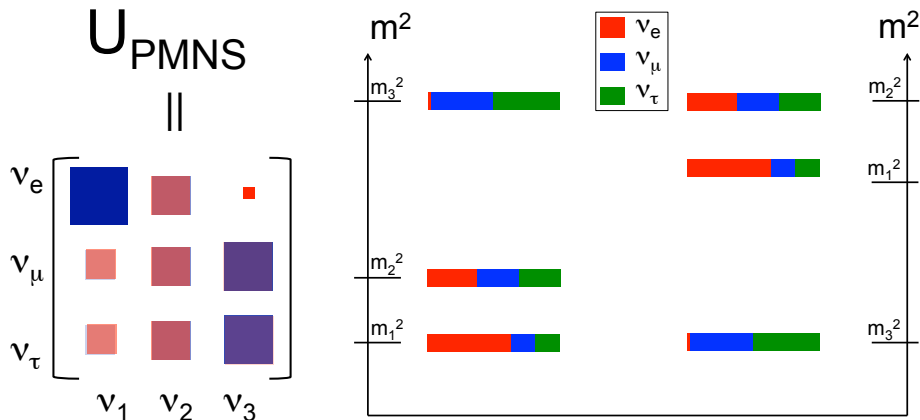 U_PMNS
=
ν_e
ν_μ
ν_τ
ν_1 ν_2 ν_3
m²
m_3²
m_2²
m_1²
ν_e
ν_μ
ν_τ
m²
m_2²
m_1²
m_3²